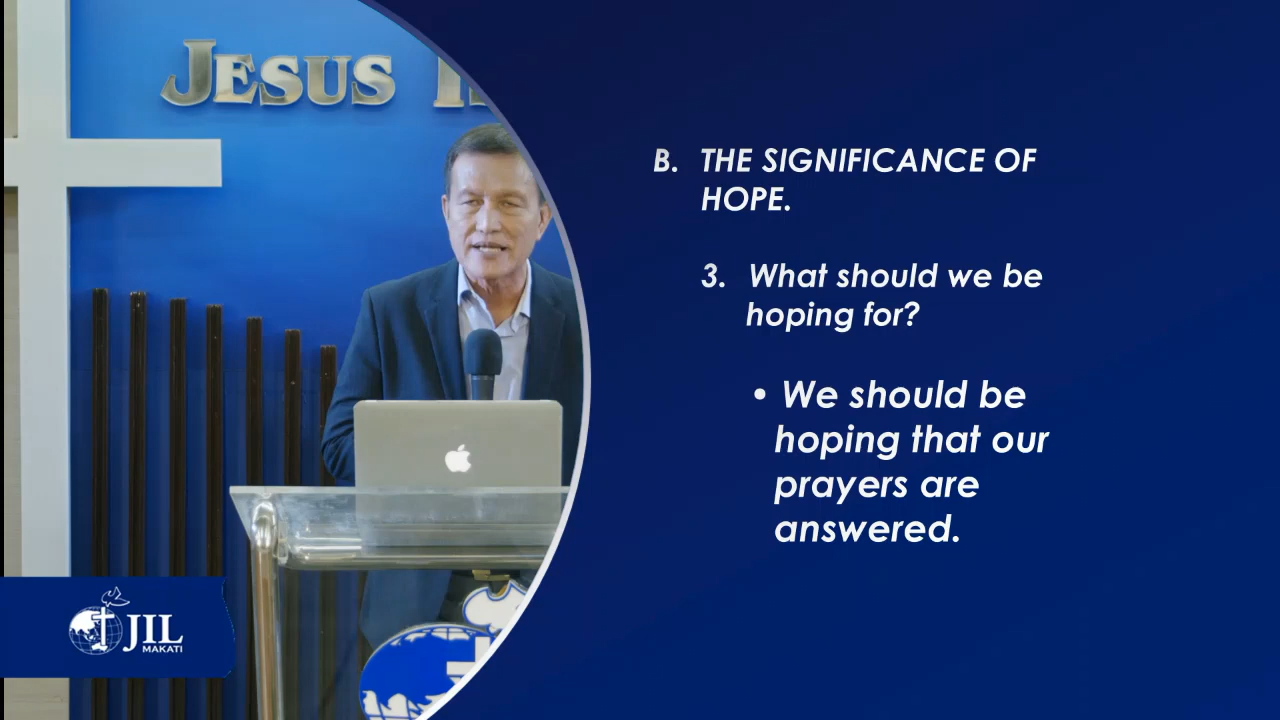 JESUS I
B. THE SIGNIFICANCE OF
HOPE.
3. What should we be
hoping for?
• We should be
hoping that our
prayers are
answered.
JIL
MAKATI